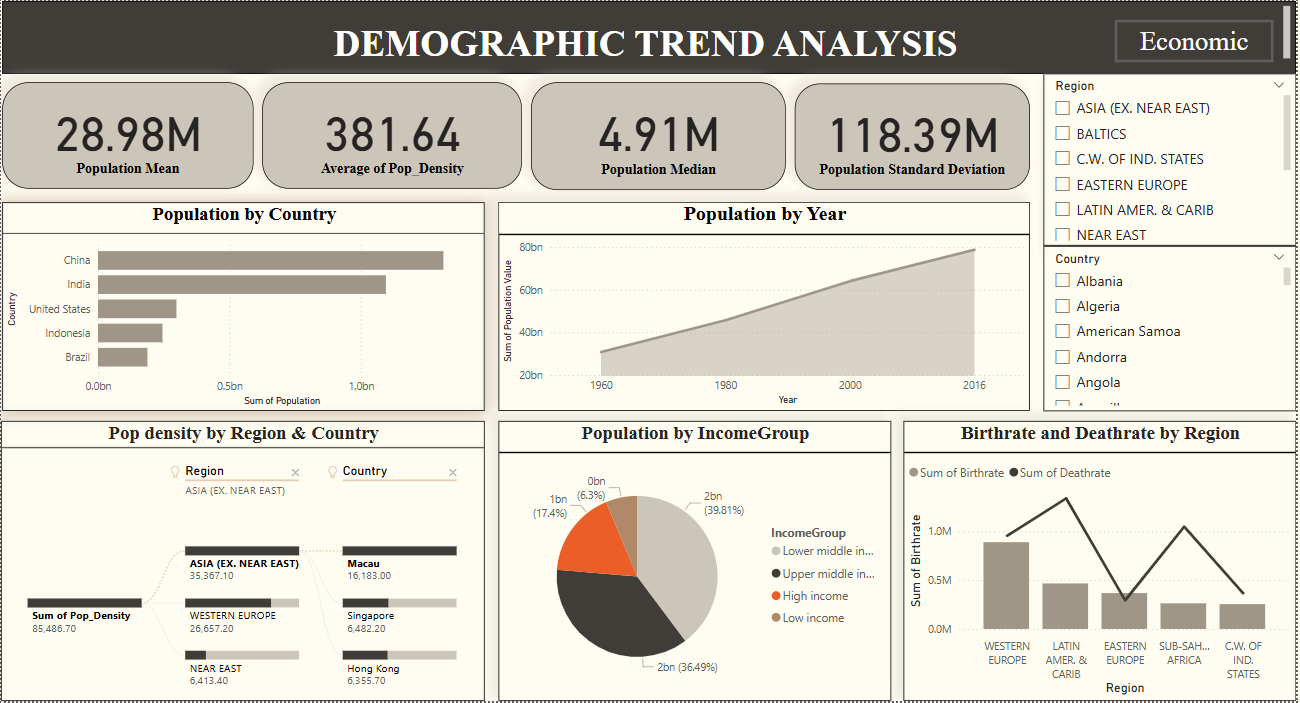 DEMOGRAPHIC TREND ANALYSIS
Economic
28.98M
Population Mean
381.64
Average of Pop_Density
4.91M
Population Median
118.39M
Population Standard Deviation
Region
ASIA (EX. NEAR EAST)
BALTICS
C.W. OF IND. STATES
EASTERN EUROPE
LATIN AMER. & CARIB
NEAR EAST
Country
Albania
Algeria
American Samoa
Andorra
Angola
Population by Country
Country
China
India
United States
Indonesia
Brazil
0.0bn
0.5bn
1.0bn
Sum of Population
Population by Year
Sum of Population Value
80bn
60bn
40bn
20bn
1960
1980
2000
2016
Year
Pop density by Region & Country
Region
Country
ASIA (EX. NEAR EAST)
Sum of Pop_Density
85,486.70
ASIA (EX. NEAR EAST)
35,367.10
WESTERN EUROPE
26,657.20
NEAR EAST
6,413.40
Macau
16,183.00
Singapore
6,482.20
Hong Kong
6,355.70
Population by IncomeGroup
0bn
(6.3%)
1bn
(17.4%)
2bn
(39.81%)
2bn (36.49%)
IncomeGroup
Lower middle in...
Upper middle in...
High income
Low income
Birthrate and Deathrate by Region
Sum of Birthrate
Sum of Deathrate
Sum of Birthrate
1.0M
0.5M
0.0M
WESTERN
EUROPE
LATIN
AMER. &
CARIB
EASTERN
EUROPE
SUB-SAH...
AFRICA
C.W. OF
IND.
STATES
Region